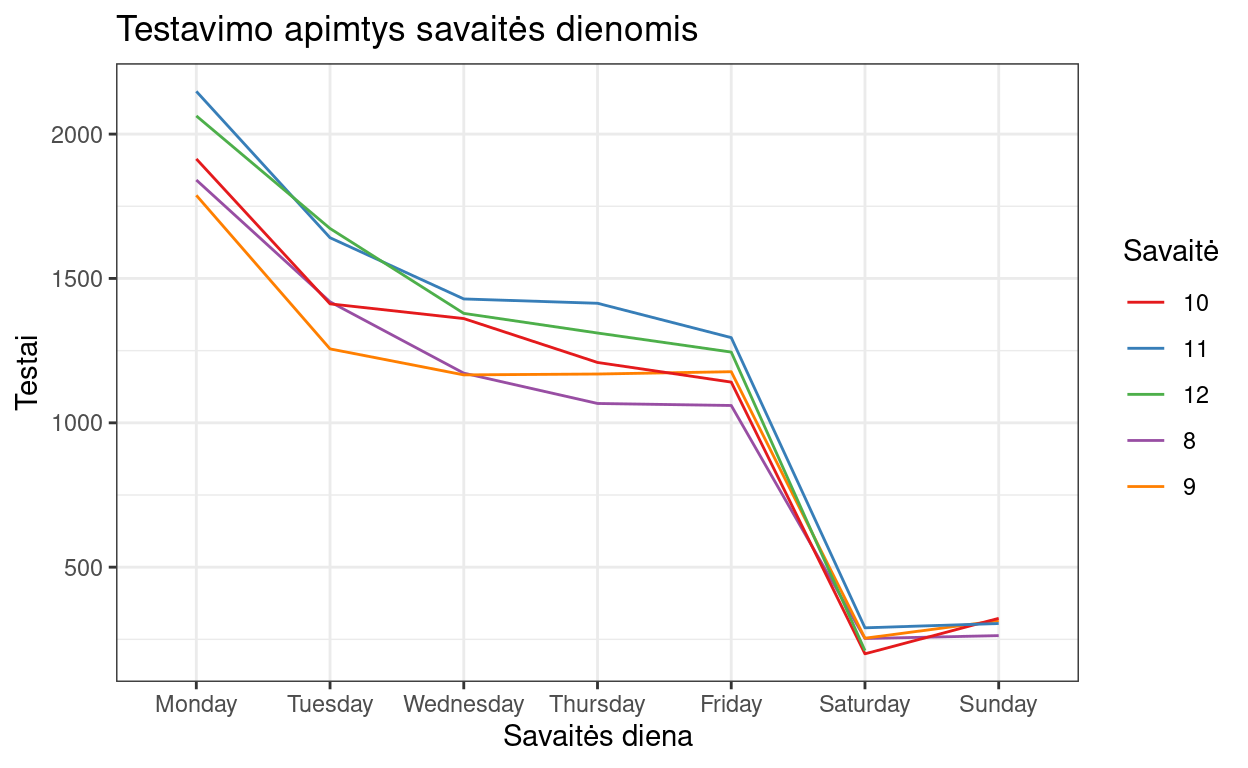 Testavimo apimtys savaitės dienomis
Testai
2000
1500
1000
500
Monday Tuesday Wednesday Thursday Friday Saturday Sunday
Savaitės diena
Savaitė
10
11
12
8
9